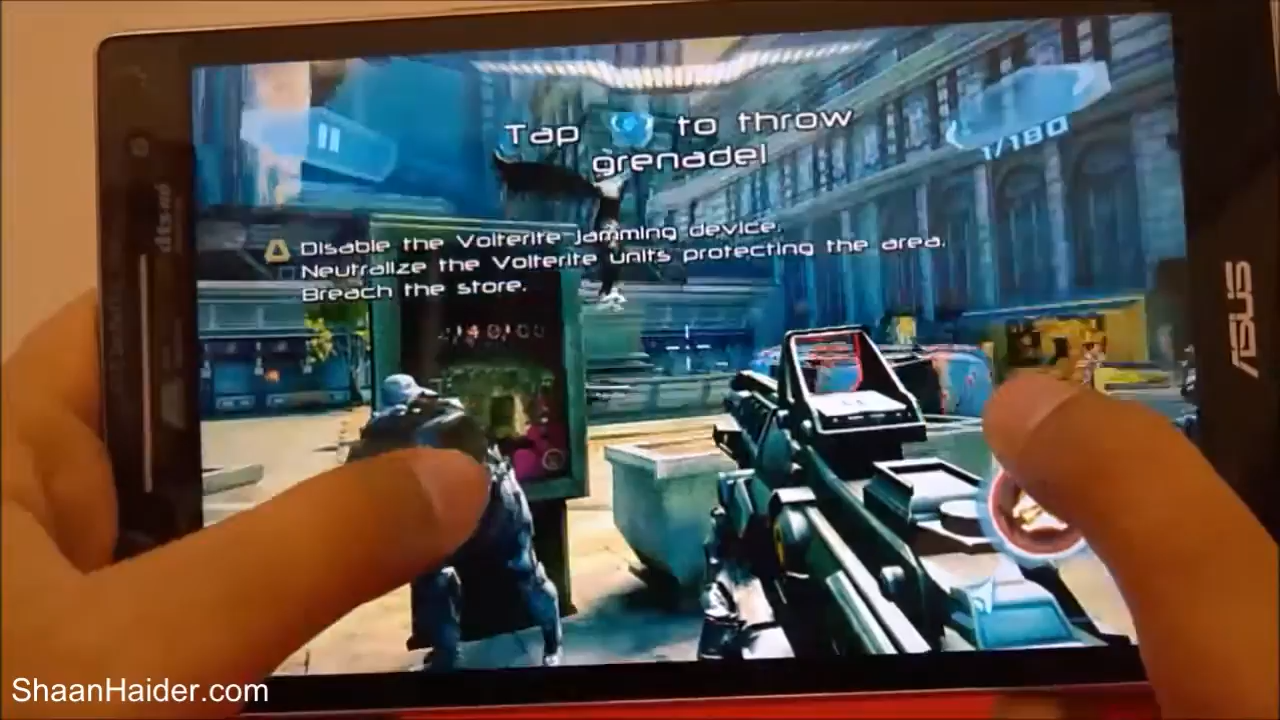 Tap to throw
grenade!
1/180
Disable the Volterite jamming device.
Neutralize the Volterite units protecting the area.
Breach the store.
dts
ASUS
ShaanHaider.com